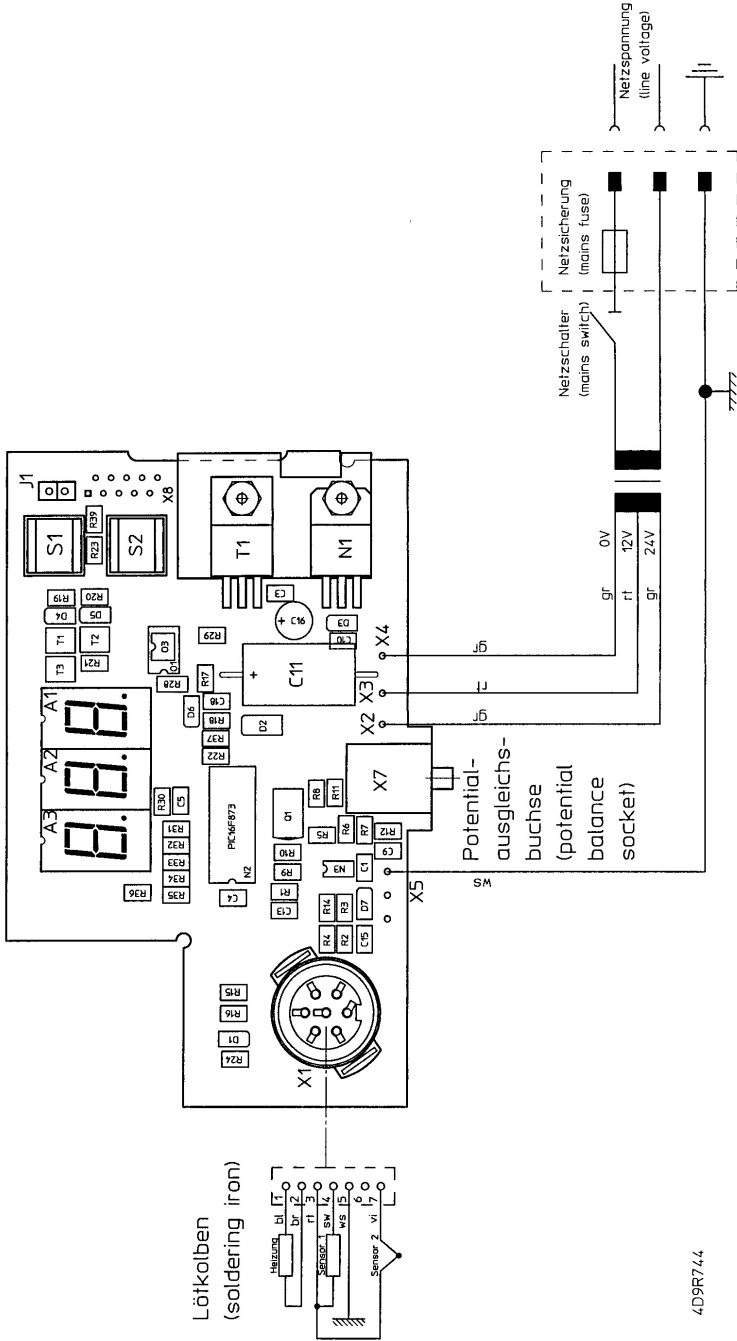 Lötkolben
(soldering iron)
Heizung
bl 1
br 2
rt 3
Sensor 1
sw 4
ws 5
6
Sensor 2
vi 7
X1
R24
D1
R16
R15
R36
A3
A2
A1
T3
T1
R21
T2
D4
D5
R19
R20
S1
S2
R23
R39
J1
X8
R35
R34
R33
R32
R31
R30
C5
C4
PIC16F873
N2
R22
R37
R18
C18
D6
R17
R28
O1
O3
R29
D2
C11
+
C16
+
C3
D3
C10
T1
N1
C13
R1
R9
R10
Q1
R4
R14
R2
R3
N3
R5
R8
R11
R6
R7
R12
C15
D7
C1
C9
X7
X5
X2
X3
X4
ws
gr
rt
gr
Potential-
ausgleichs-
buchse
(potential
balance
socket)
gr 0V
rt 12V
gr 24V
Netzschalter
(mains switch)
Netzsicherung
(mains fuse)
Netzspannung
(line voltage)
4D9R744